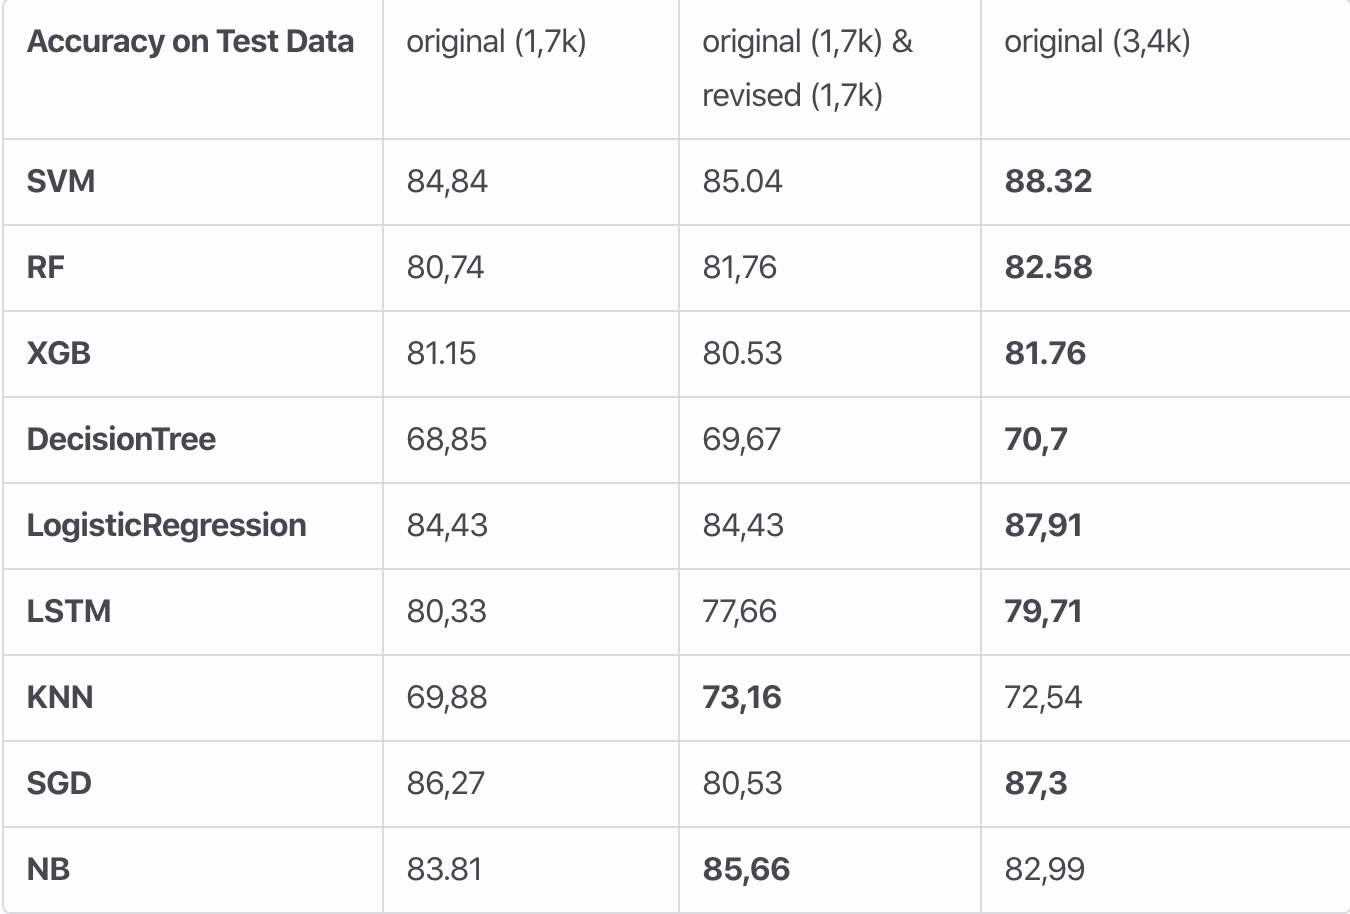 Accuracy on Test Data original (1,7k) original (1,7k) & original (3,4k)
revised (1,7k)
SVM 84,84 85.04 88.32
RF 80,74 81,76 82.58
XGB 81.15 80.53 81.76
DecisionTree 68,85 69,67 70,7
LogisticRegression 84,43 84,43 87,91
LSTM 80,33 77,66 79,71
KNN 69,88 73,16 72,54
SGD 86,27 80,53 87,3
NB 83.81 85,66 82,99